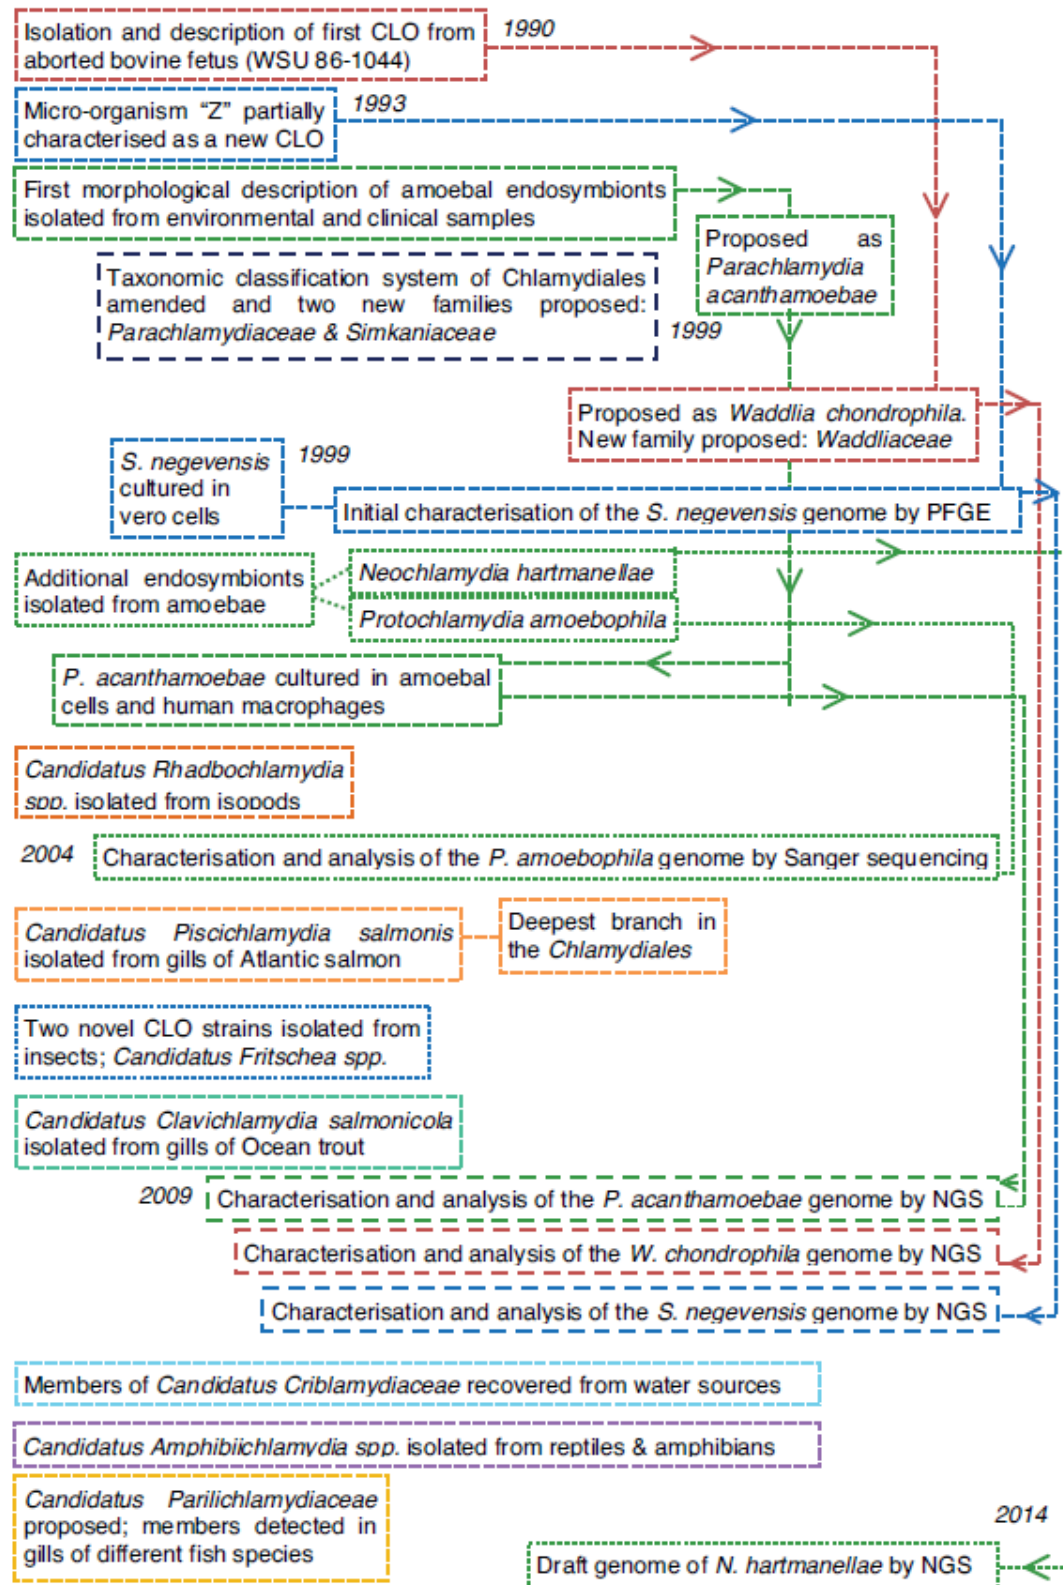 Isolation and description of first CLO from
aborted bovine fetus (WSU 86-1044)
1990
Micro-organism “Z” partially
characterised as a new CLO
1993
First morphological description of amoebal endosymbionts
isolated from environmental and clinical samples
Proposed as
Parachlamydia
acanthamoebae
Taxonomic classification system of Chlamydiales
amended and two new families proposed:
Parachlamydiaceae & Simkaniaceae
1999
Proposed as Waddlia chondrophila.
New family proposed: Waddliaceae
S. negevensis
cultured in
vero cells
1999
Initial characterisation of the S. negevensis genome by PFGE
Additional endosymbionts
isolated from amoebae
Neochlamydia hartmanellae
Protochlamydia amoebophila
P. acanthamoebae cultured in amoebal
cells and human macrophages
Candidatus Rhadbochlamydia
spp. isolated from isopods
2004
Characterisation and analysis of the P. amoebophila genome by Sanger sequencing
Candidatus Piscichlamydia salmonis
isolated from gills of Atlantic salmon
Deepest branch in
the Chlamydiales
Two novel CLO strains isolated from
insects; Candidatus Fritschea spp.
Candidatus Clavichlamydia salmonicola
isolated from gills of Ocean trout
2009
Characterisation and analysis of the P. acanthamoebae genome by NGS
Characterisation and analysis of the W. chondrophila genome by NGS
Characterisation and analysis of the S. negevensis genome by NGS
Members of Candidatus Criblamydiaceae recovered from water sources
Candidatus Amphibiichlamydia spp. isolated from reptiles & amphibians
Candidatus Parilichlamydiaceae
proposed; members detected in
gills of different fish species
2014
Draft genome of N. hartmanellae by NGS